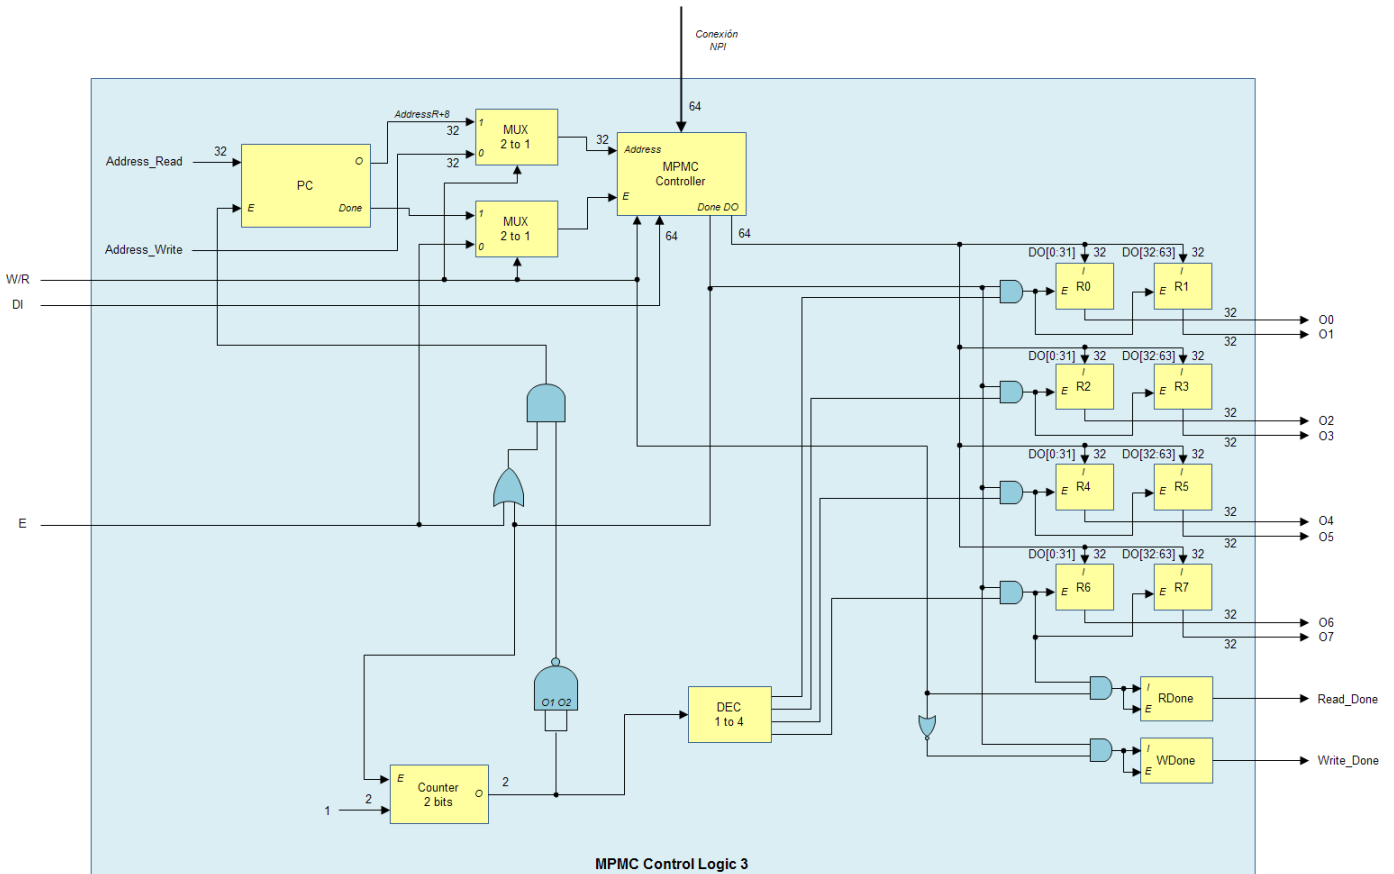 Conexión
NPI
64
AddressR+8
32
1
MUX
2 to 1
0
32
32
Address
MPMC
Controller
E
Done DO
64
64
Address_Read
32
O
PC
E
Done
1
MUX
2 to 1
0
Address_Write
W/R
DI
DO[0:31]
32
DO[32:63]
32
I
E
R0
I
E
R1
32
O0
O1
32
DO[0:31]
32
DO[32:63]
32
I
E
R2
I
E
R3
32
O2
O3
32
DO[0:31]
32
DO[32:63]
32
I
E
R4
I
E
R5
32
O4
O5
32
DO[0:31]
32
DO[32:63]
32
I
E
R6
I
E
R7
32
O6
O7
32
E
O1 O2
DEC
1 to 4
I
RDone
E
Read_Done
I
WDone
E
Write_Done
E
Counter
2 bits
O
2
1
2
MPMC Control Logic 3